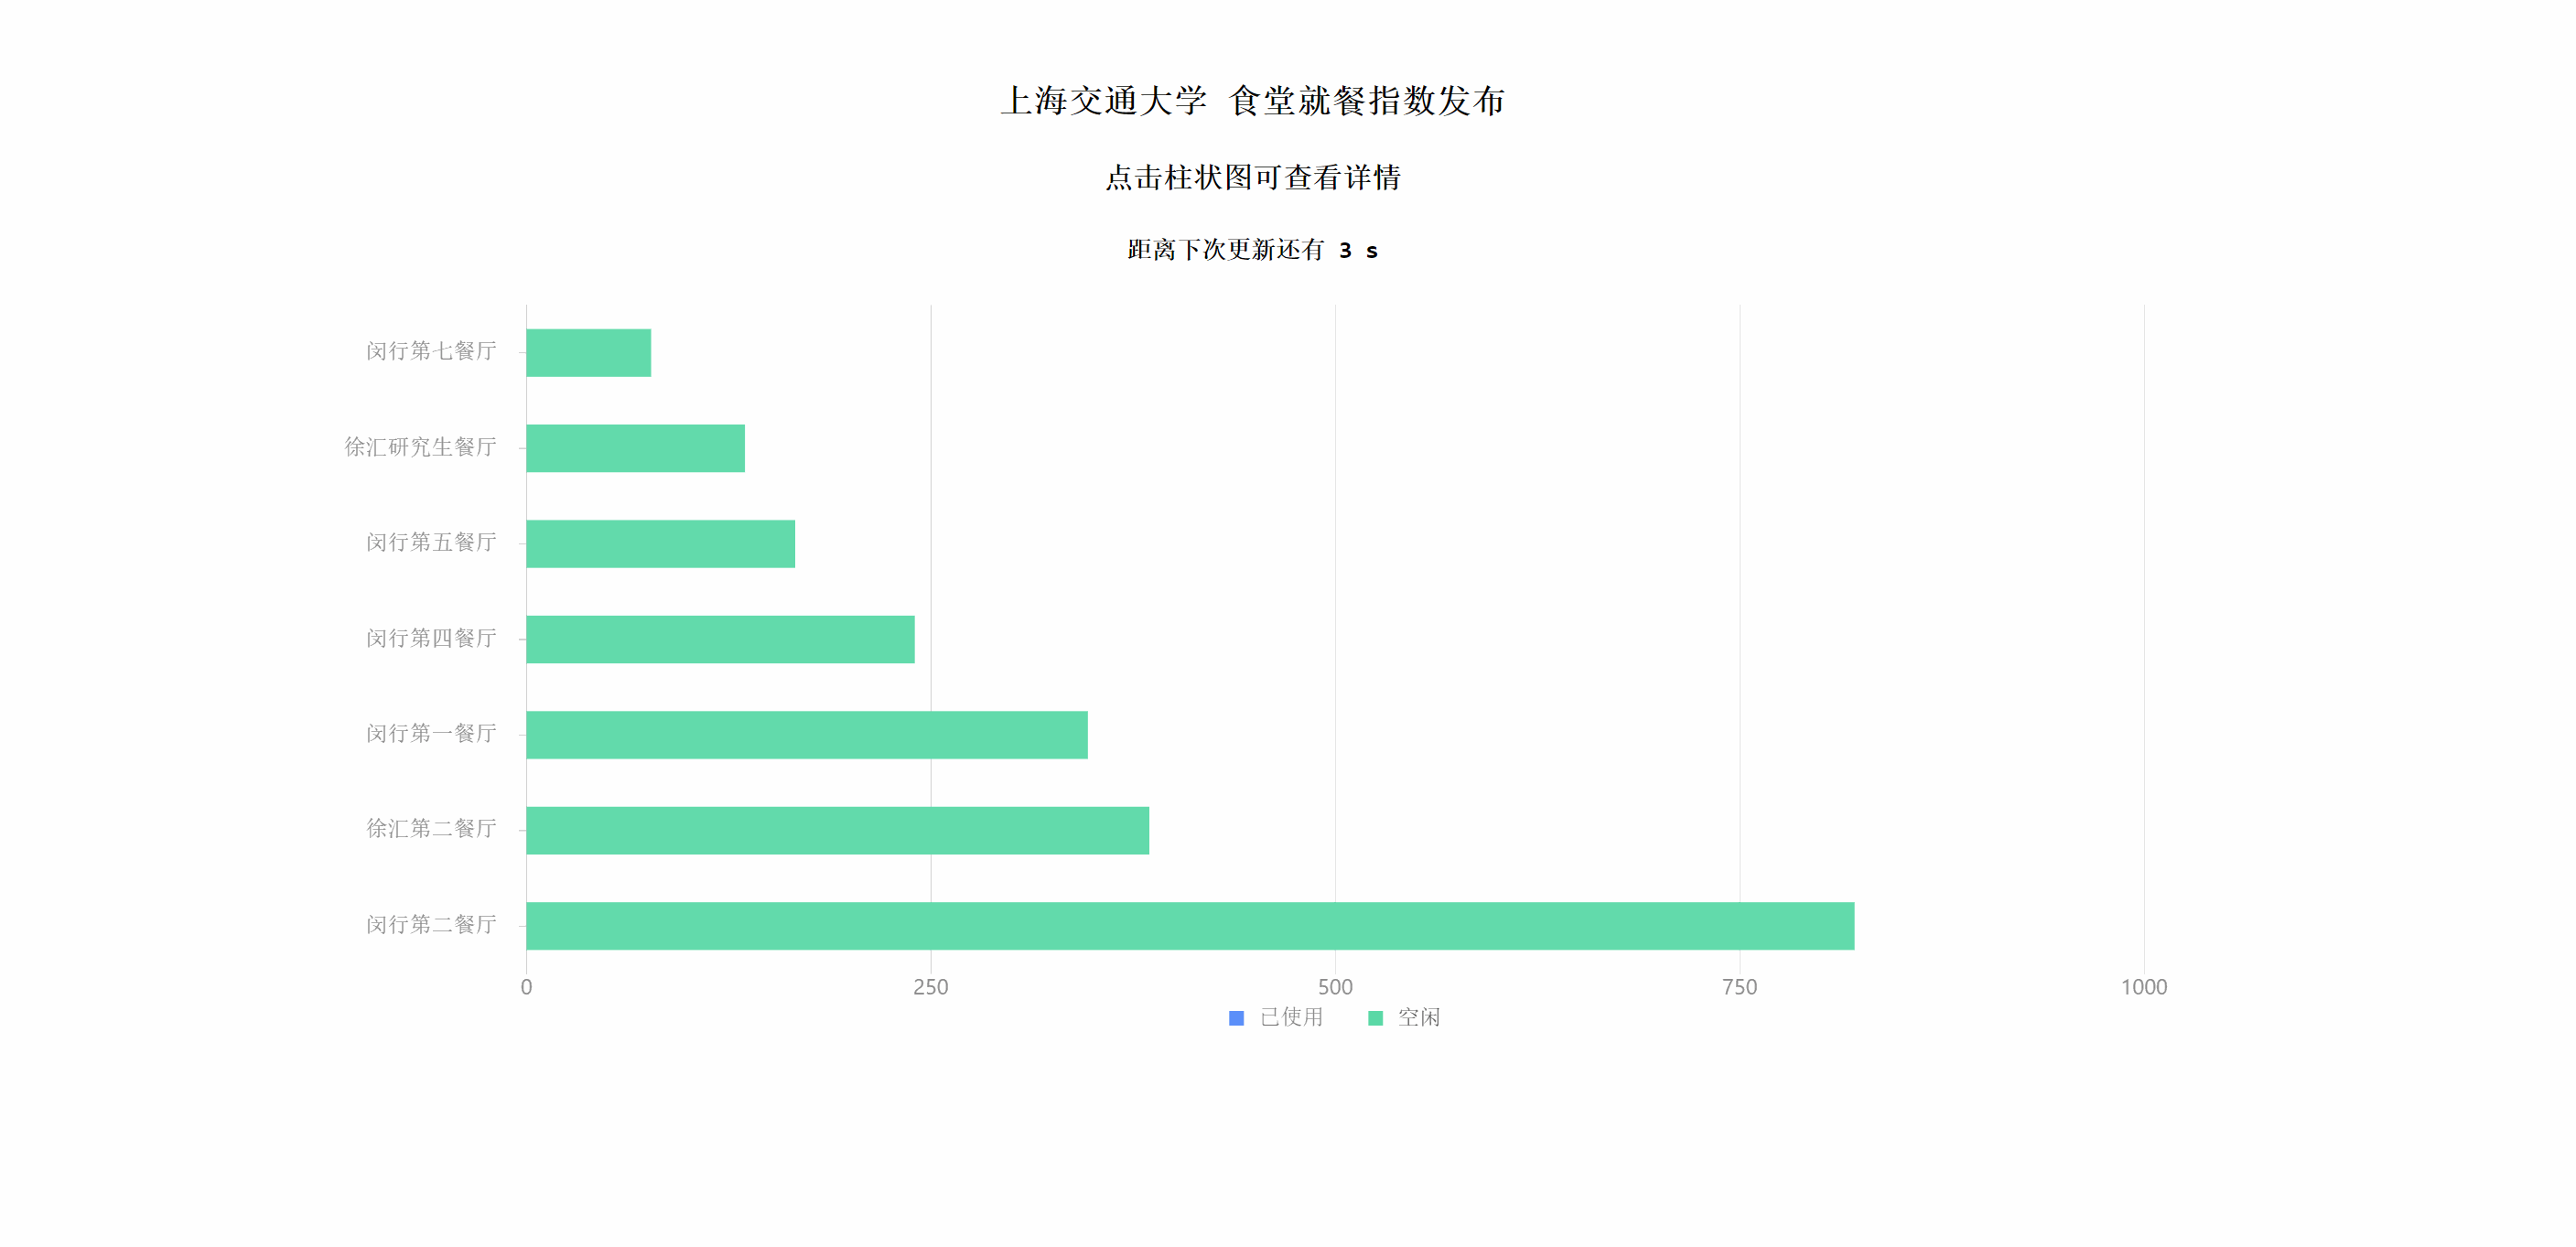 上海交通大学 食堂就餐指数发布
点击柱状图可查看详情
距离下次更新还有 3 s
闵行第七餐厅
徐汇研究生餐厅
闵行第五餐厅
闵行第四餐厅
闵行第一餐厅
徐汇第二餐厅
闵行第二餐厅
0 250 500 750 1000
已使用 空闲